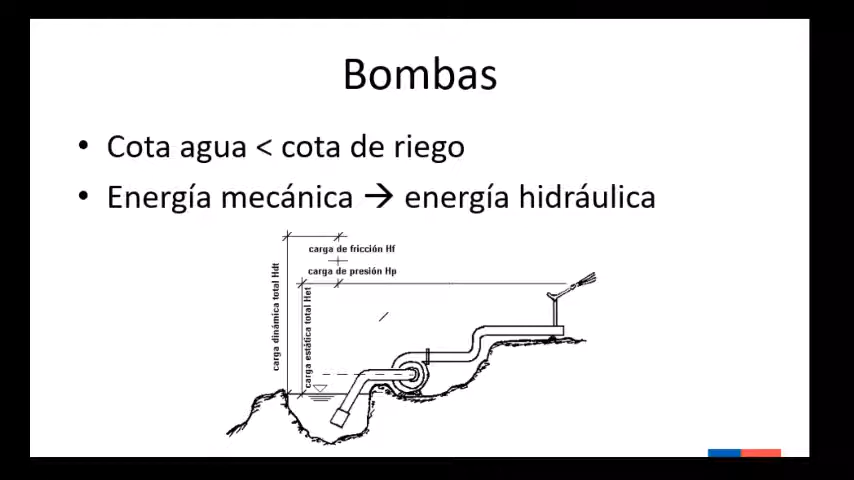 Bombas
• Cota agua < cota de riego
• Energía mecánica → energía hidráulica
carga de fricción Hf
carga de presión Hp
carga dinámica total Hdt
carga estática total Het